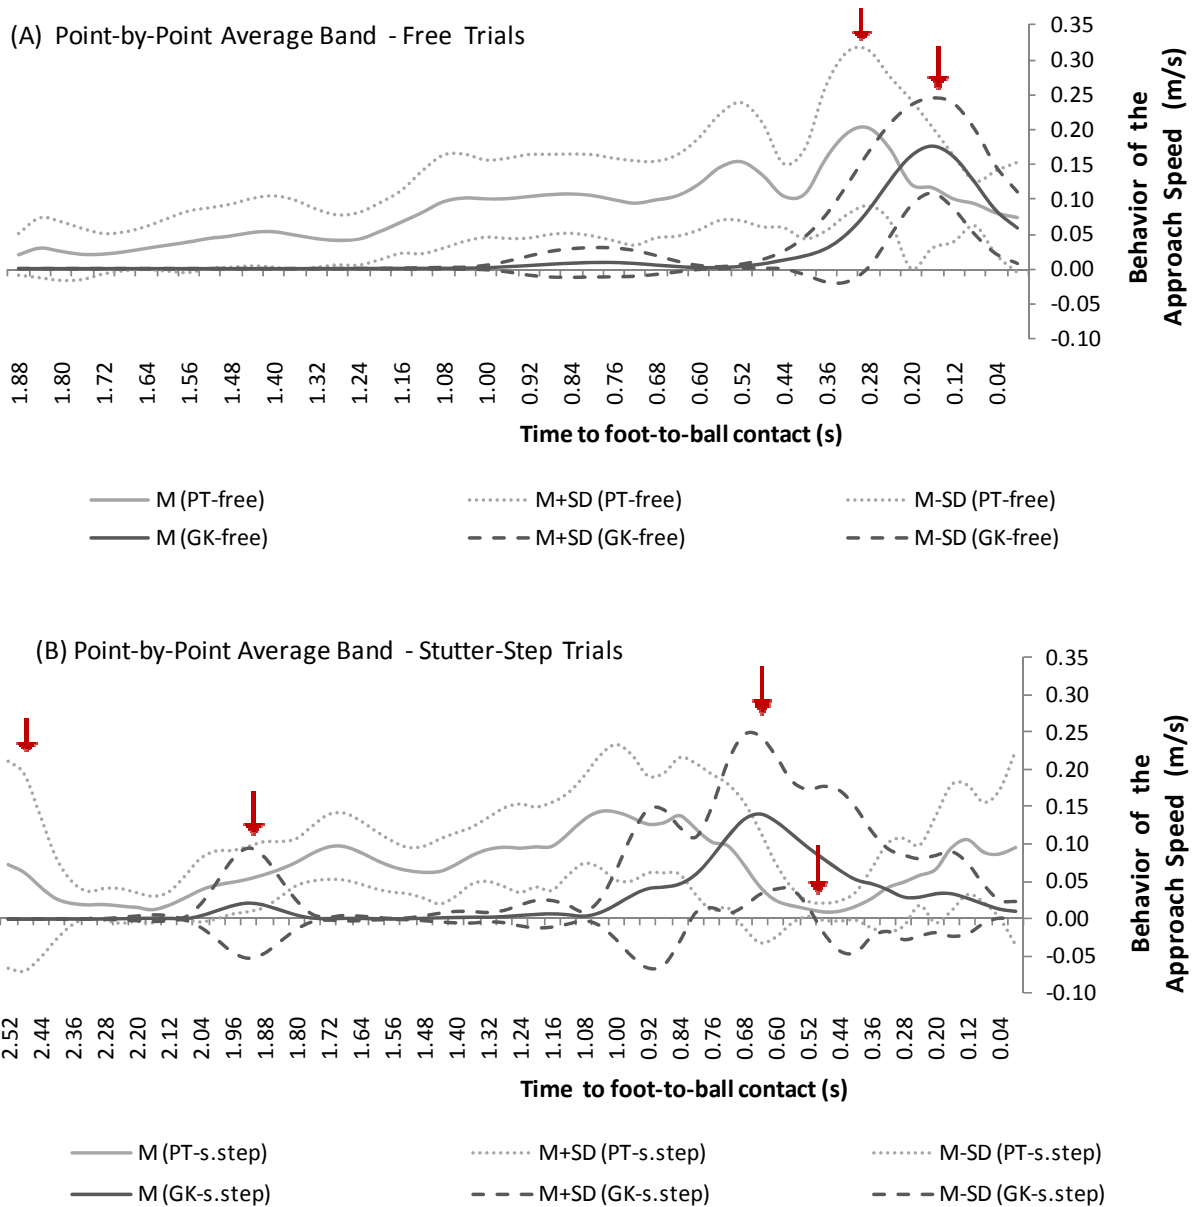 (A) Point-by-Point Average Band - Free Trials
0.35
0.30
0.25
0.20
0.15
0.10
0.05
0.00
-0.05
-0.10
Behavior of the
Approach Speed (m/s)
1.88 1.80 1.72 1.64 1.56 1.48 1.40 1.32 1.24 1.16 1.08 1.00 0.92 0.84 0.76 0.68 0.60 0.52 0.44 0.36 0.28 0.20 0.12 0.04
Time to foot-to-ball contact (s)
M (PT-free) M+SD (PT-free) M-SD (PT-free)
M (GK-free) M+SD (GK-free) M-SD (GK-free)
(B) Point-by-Point Average Band - Stutter-Step Trials
0.35
0.30
0.25
0.20
0.15
0.10
0.05
0.00
-0.05
-0.10
Behavior of the
Approach Speed (m/s)
2.52 2.44 2.36 2.28 2.20 2.12 2.04 1.96 1.88 1.80 1.72 1.64 1.56 1.48 1.40 1.32 1.24 1.16 1.08 1.00 0.92 0.84 0.76 0.68 0.60 0.52 0.44 0.36 0.28 0.20 0.12 0.04
Time to foot-to-ball contact (s)
M (PT-s.step) M+SD (PT-s.step) M-SD (PT-s.step)
M (GK-s.step) M+SD (GK-s.step) M-SD (GK-s.step)